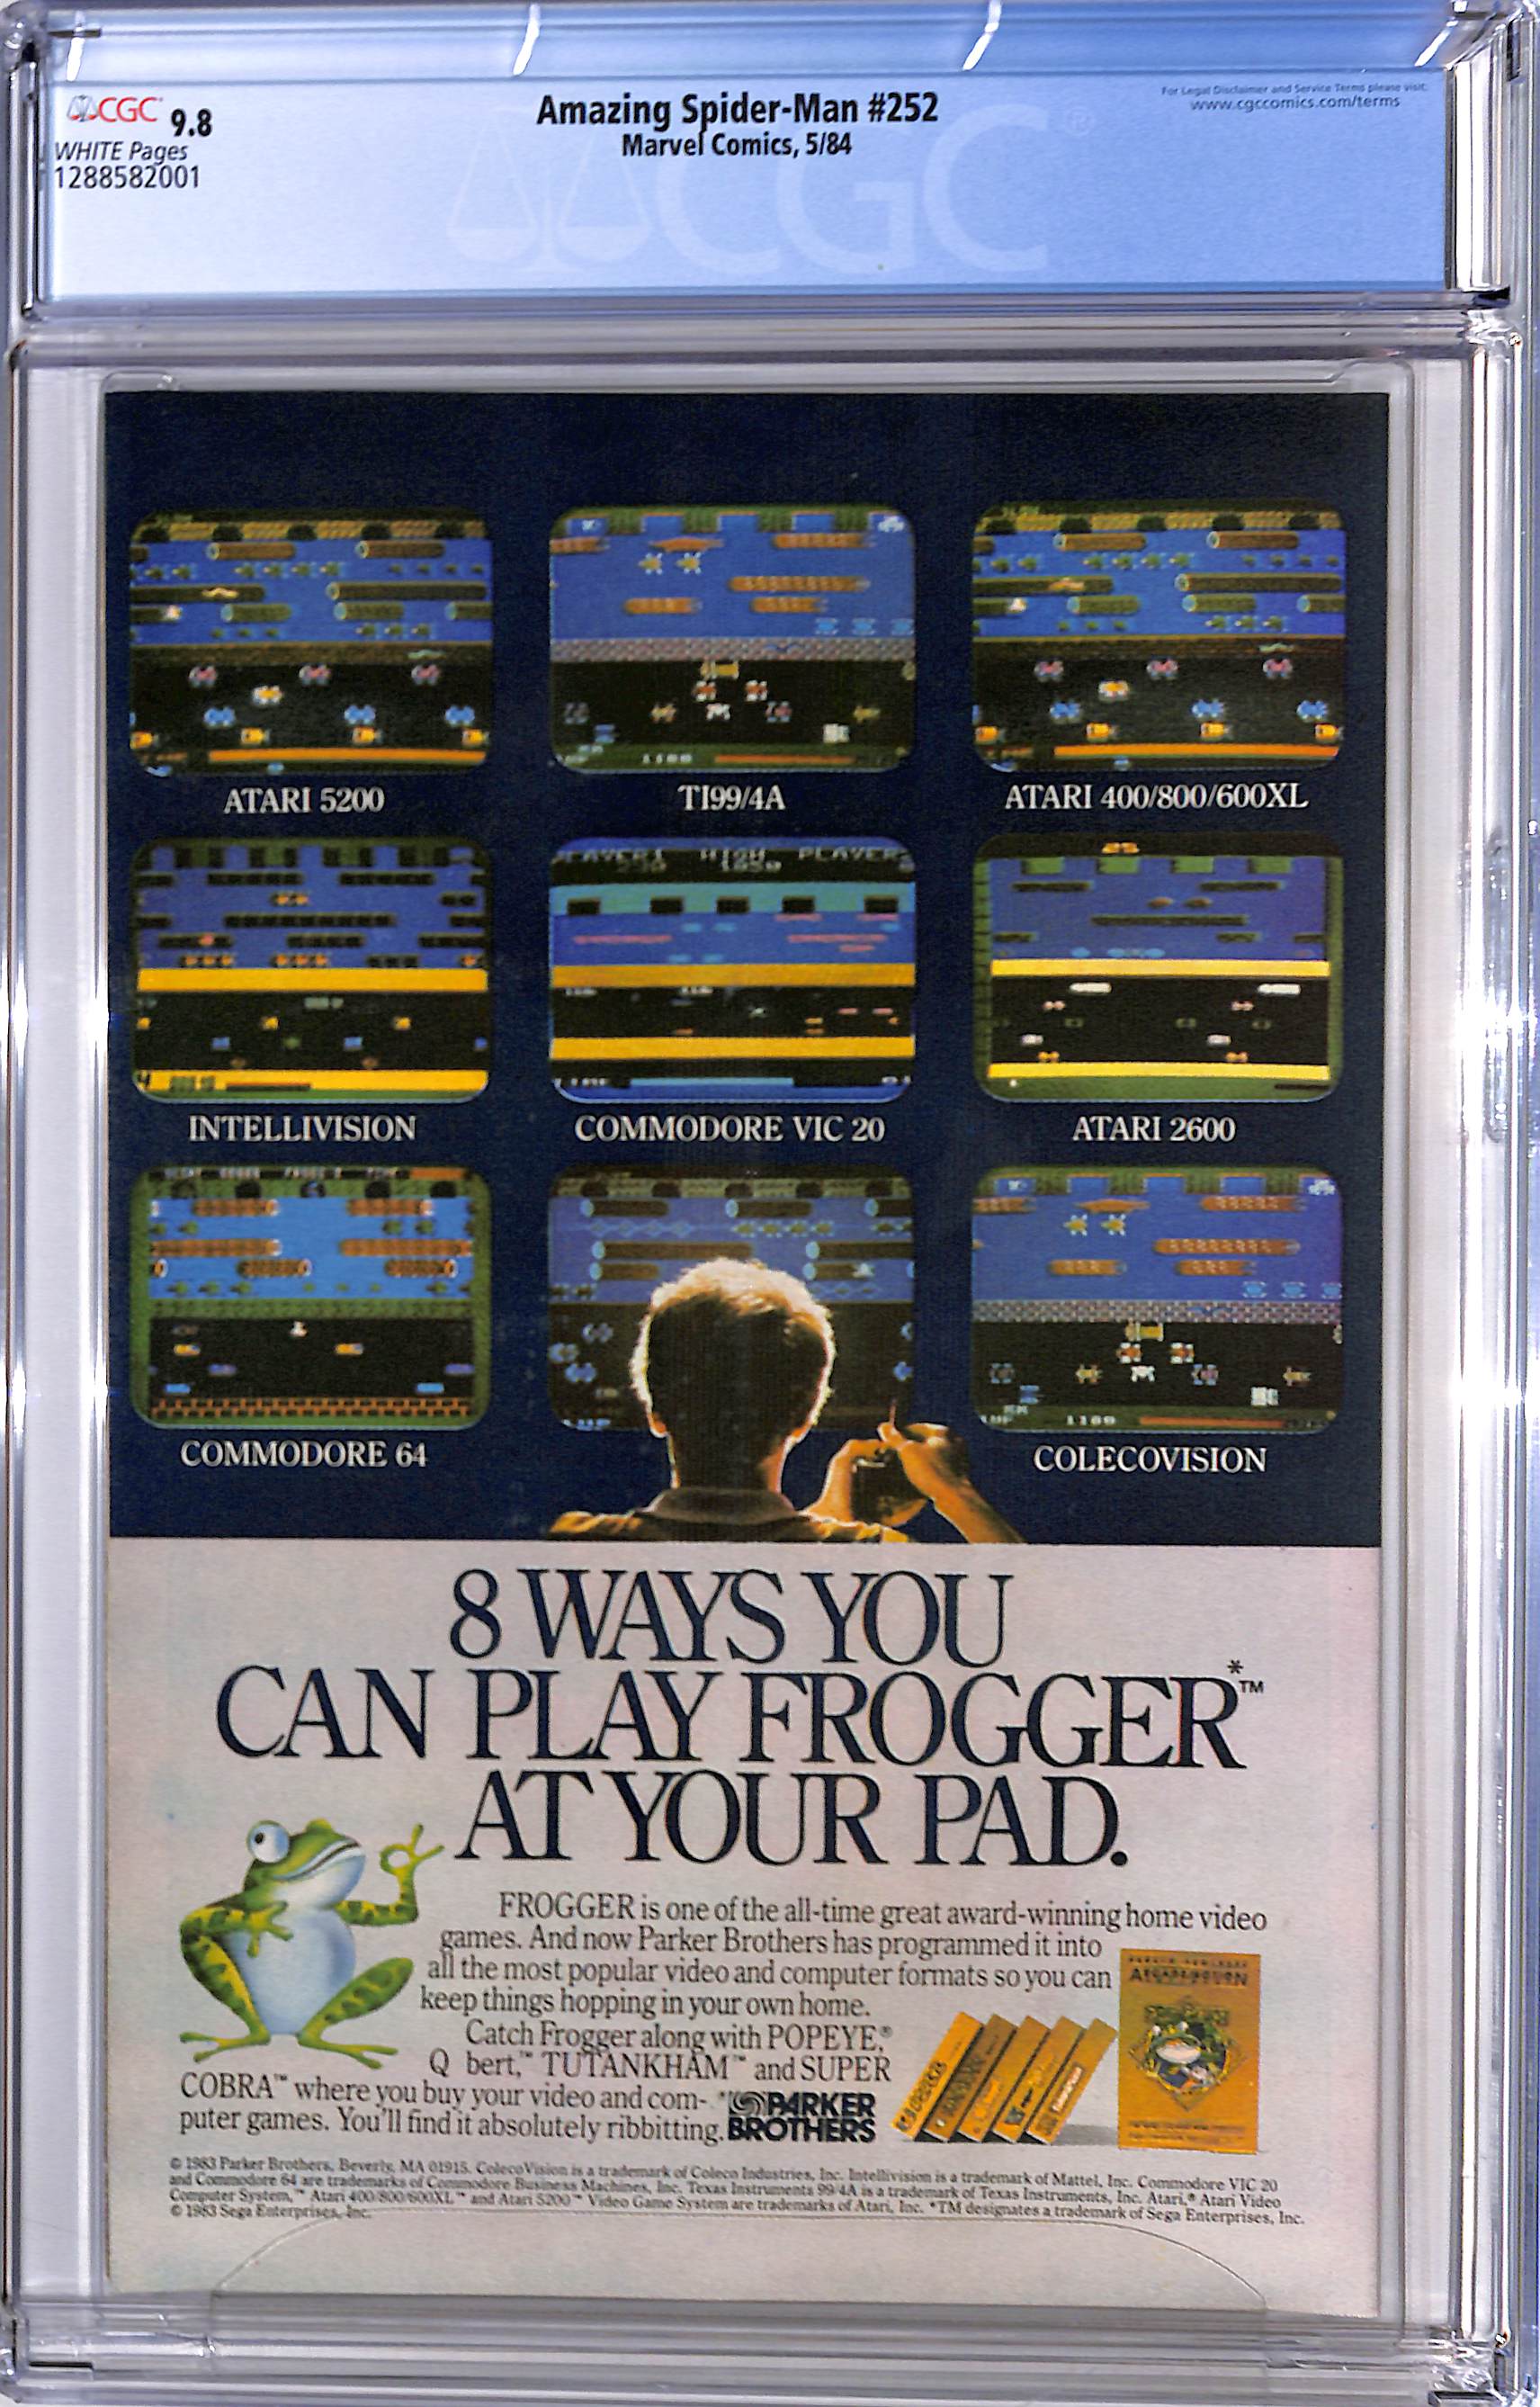 CGC 9.8
WHITE Pages
1288582001
Amazing Spider-Man #252
Marvel Comics, 5/84
For Legal Disclaimer and Service Terms please visit:
www.cgccomics.com/terms
CGC®
ATARI 5200
TI99/4A
ATARI 400/800/600XL
INTELLIVISION
COMMODORE VIC 20
ATARI 2600
COMMODORE 64
COLECOVISION
8 WAYS YOU
CAN PLAY FROGGER*™
AT YOUR PAD.
FROGGER is one of the all-time great award-winning home video
games. And now Parker Brothers has programmed it into
all the most popular video and computer formats so you can
keep things hopping in your own home.
Catch Frogger along with POPEYE,®
Q bert,™ TUTANKHAM™ and SUPER
COBRA™ where you buy your video and com-
puter games. You'll find it absolutely ribbitting.
PARKER
BROTHERS
© 1983 Parker Brothers, Beverly, MA 01915. ColecoVision is a trademark of Coleco Industries, Inc. Intellivision is a trademark of Mattel, Inc. Commodore VIC 20
and Commodore 64 are trademarks of Commodore Business Machines, Inc. Texas Instruments 99/4A is a trademark of Texas Instruments, Inc. Atari,® Atari Video
Computer System,™ Atari 400/800/600XL™ and Atari 5200™ Video Game System are trademarks of Atari, Inc. *TM designates a trademark of Sega Enterprises, Inc.
© 1983 Sega Enterprises, Inc.